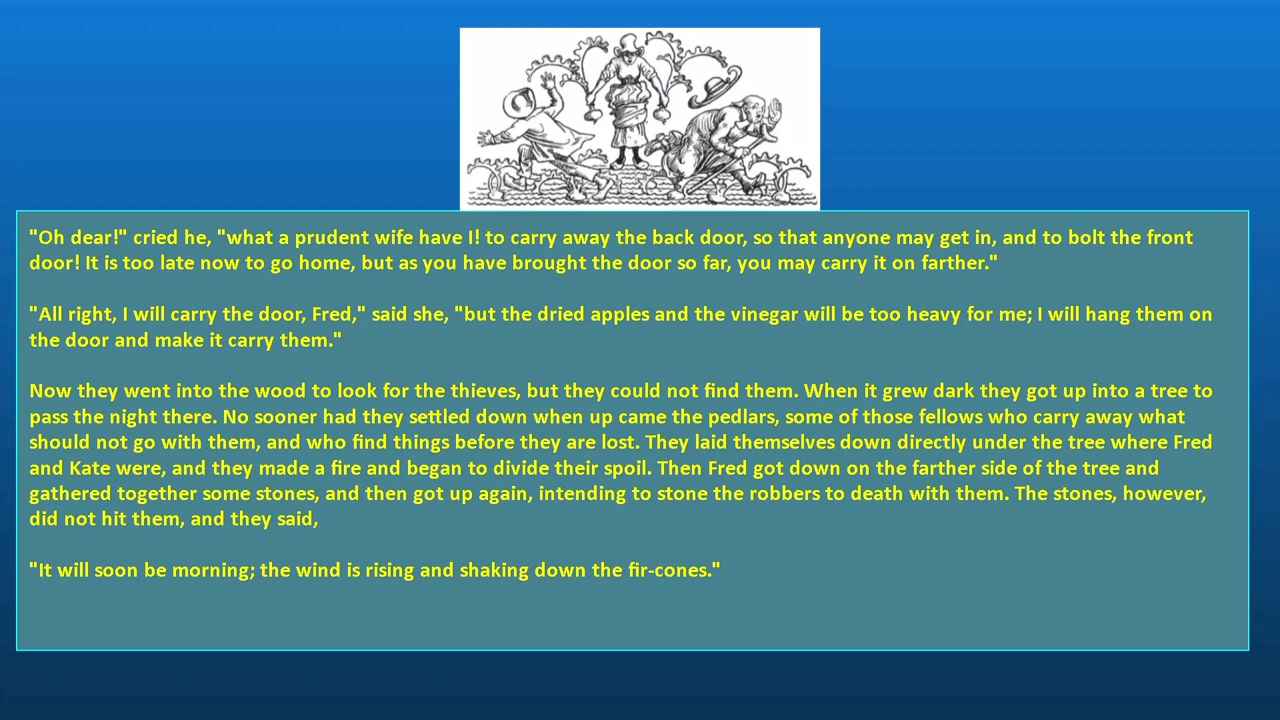 "Oh dear!" cried he, "what a prudent wife have I! to carry away the back door, so that anyone may get in, and to bolt the front
door! It is too late now to go home, but as you have brought the door so far, you may carry it on farther."
"All right, I will carry the door, Fred," said she, "but the dried apples and the vinegar will be too heavy for me; I will hang them on
the door and make it carry them."
Now they went into the wood to look for the thieves, but they could not find them. When it grew dark they got up into a tree to
pass the night there. No sooner had they settled down when up came the pedlars, some of those fellows who carry away what
should not go with them, and who find things before they are lost. They laid themselves down directly under the tree where Fred
and Kate were, and they made a fire and began to divide their spoil. Then Fred got down on the farther side of the tree and
gathered together some stones, and then got up again, intending to stone the robbers to death with them. The stones, however,
did not hit them, and they said,
"It will soon be morning; the wind is rising and shaking down the fir-cones."